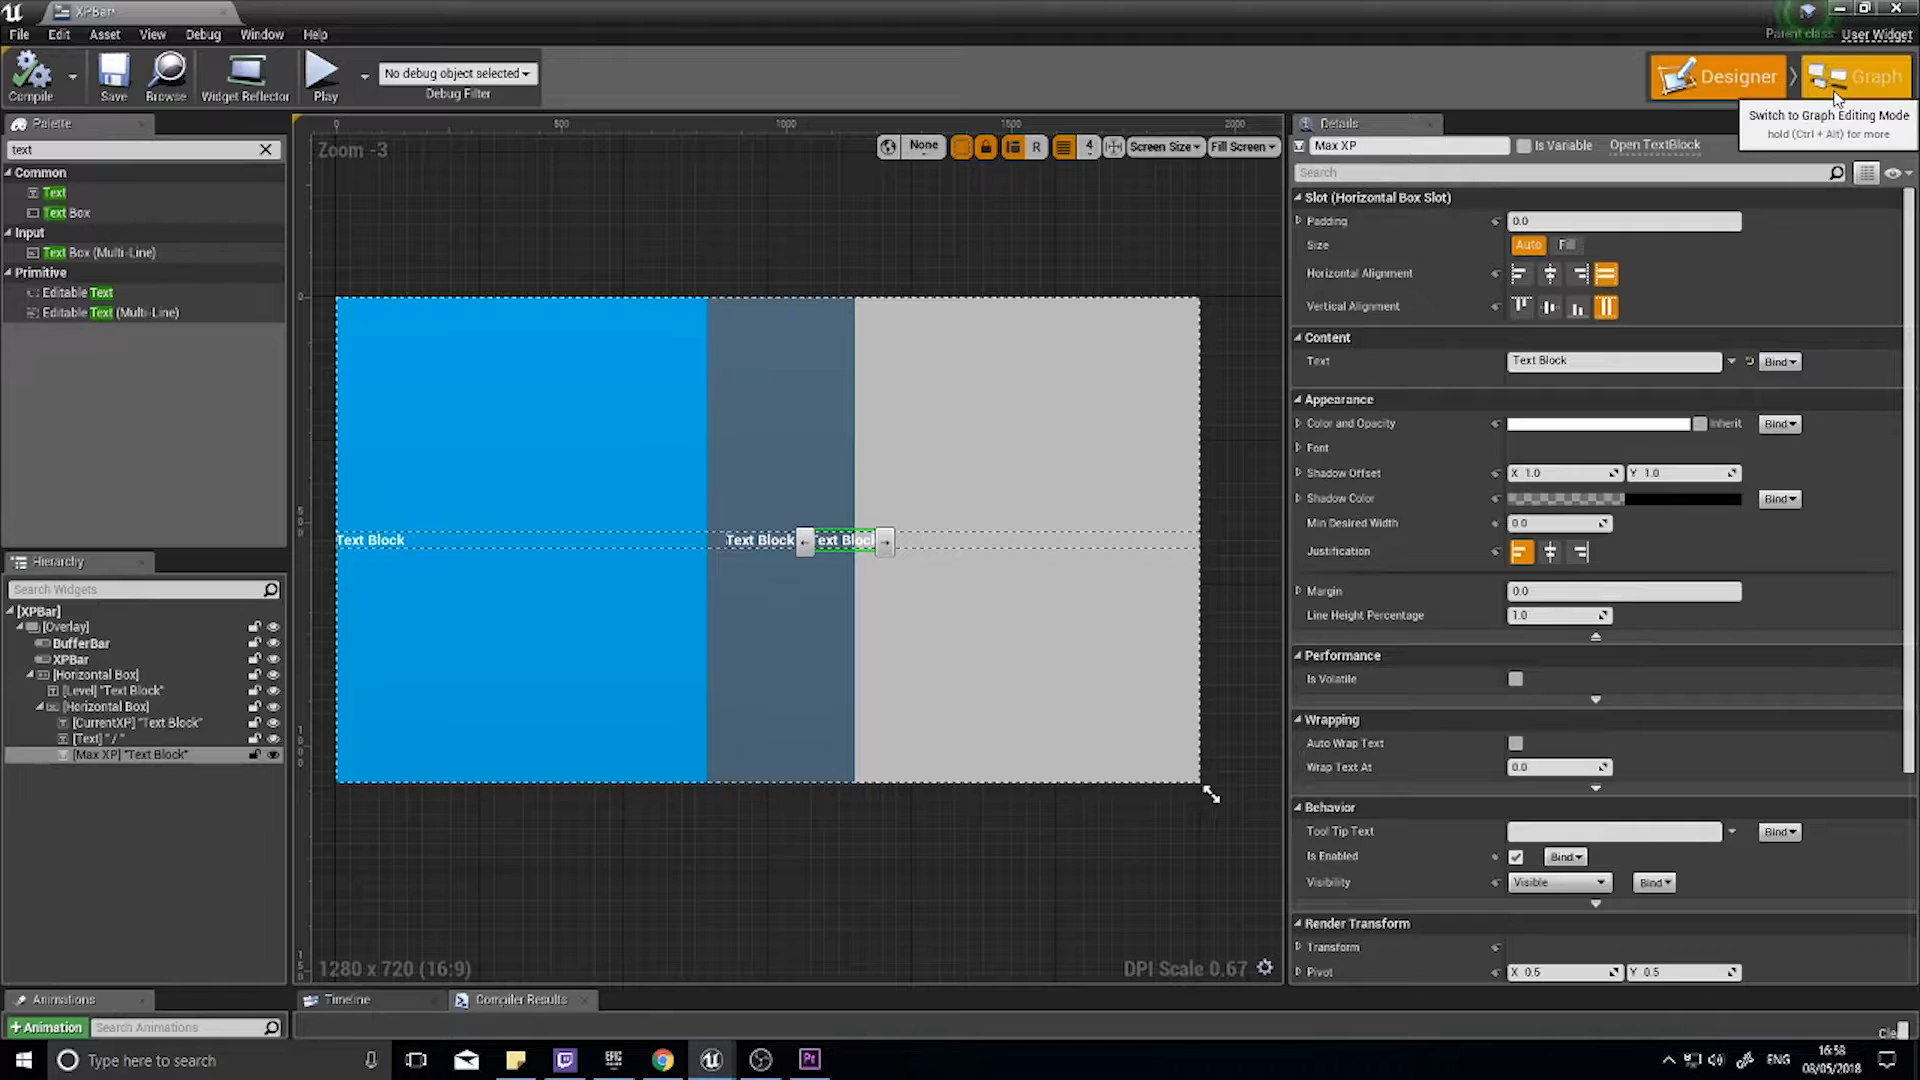 XPBar*
File Edit Asset View Debug Window Help
Parent class: User Widget
Compile Save Browse Widget Reflector Play
No debug object selected
Debug Filter
Designer Graph
Switch to Graph Editing Mode
hold (Ctrl + Alt) for more
Palette
text
Common
Text
Text Box
Input
Text Box (Multi-Line)
Primitive
Editable Text
Editable Text (Multi-Line)
Hierarchy
Search Widgets
[XPBar]
[Overlay]
BufferBar
XPBar
[Horizontal Box]
[Level] "Text Block"
[Horizontal Box]
[CurrentXP] "Text Block"
[Text] " / "
[Max XP] "Text Block"
Animations
+Animation Search Animations
0 500 1000 1500 2000
Zoom -3
None R 4 Screen Size Fill Screen
Text Block Text Block Text Block
1280 x 720 (16:9) DPI Scale 0.67
Timeline Compiler Results
Details
Max XP Is Variable Open TextBlock
Search
Slot (Horizontal Box Slot)
Padding 0.0
Size Auto Fill
Horizontal Alignment
Vertical Alignment
Content
Text Text Block Bind
Appearance
Color and Opacity Inherit Bind
Font
Shadow Offset X 1.0 Y 1.0
Shadow Color Bind
Min Desired Width 0.0
Justification
Margin 0.0
Line Height Percentage 1.0
Performance
Is Volatile
Wrapping
Auto Wrap Text
Wrap Text At 0.0
Behavior
Tool Tip Text Bind
Is Enabled Bind
Visibility Visible Bind
Render Transform
Transform
Pivot X 0.5 Y 0.5
Type here to search
EPIC
Pr
ENG
16:58
08/05/2018